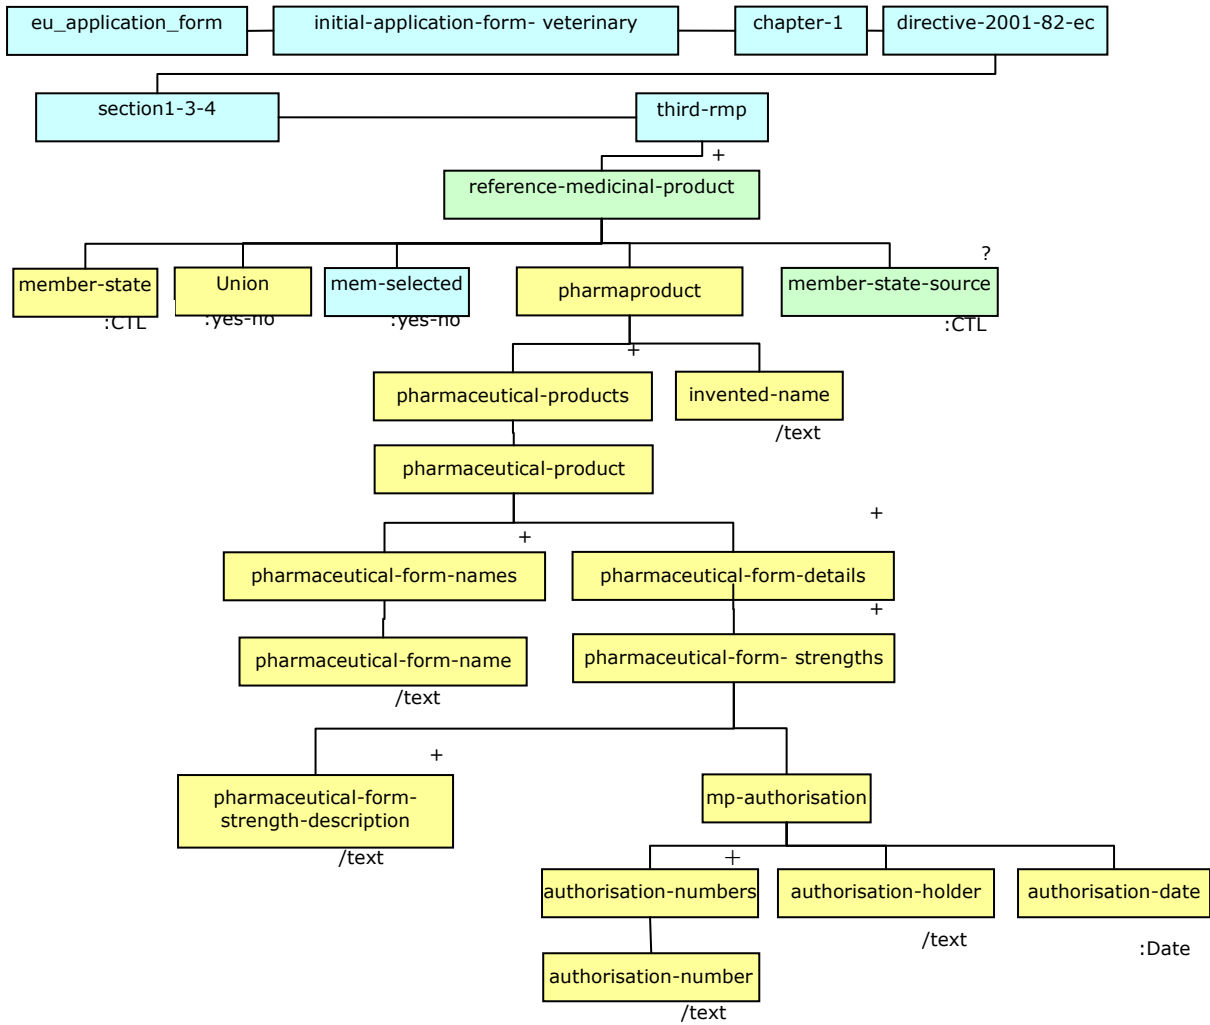 eu_application_form
initial-application-form- veterinary
chapter-1
directive-2001-82-ec
section1-3-4
third-rmp
+
reference-medicinal-product
?
member-state
Union
mem-selected
pharmaproduct
member-state-source
:CTL
:yes-no
:yes-no
:CTL
+
pharmaceutical-products
invented-name
/text
pharmaceutical-product
+
+
pharmaceutical-form-names
pharmaceutical-form-details
+
pharmaceutical-form-name
pharmaceutical-form- strengths
/text
+
pharmaceutical-form-
strength-description
mp-authorisation
/text
+
authorisation-numbers
authorisation-holder
authorisation-date
/text
:Date
authorisation-number
/text